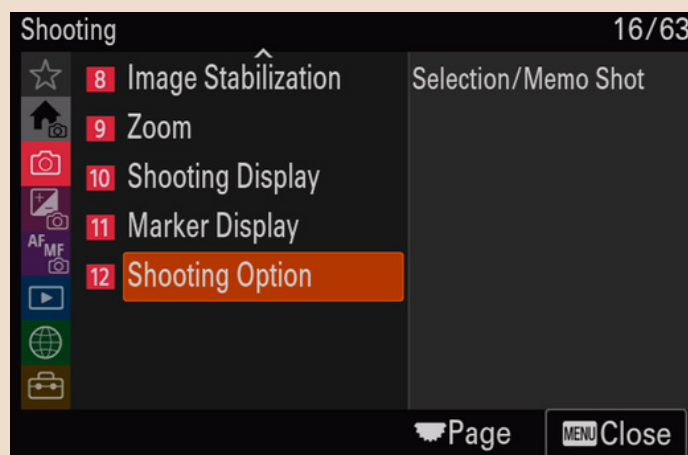 Shooting 16/63
8 Image Stabilization Selection/Memo Shot
9 Zoom
10 Shooting Display
11 Marker Display
AF MF
12 Shooting Option
Page MENU Close